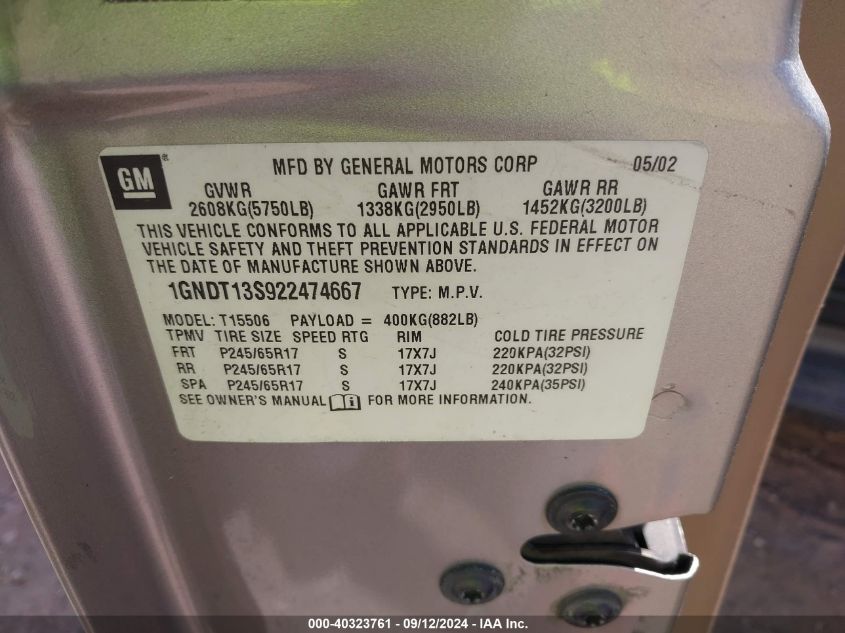 GM ® MFD BY GENERAL MOTORS CORP 05/02
GVWR GAWR FRT GAWR RR
2608KG(5750LB) 1338KG(2950LB) 1452KG(3200LB)
THIS VEHICLE CONFORMS TO ALL APPLICABLE U.S. FEDERAL MOTOR
VEHICLE SAFETY AND THEFT PREVENTION STANDARDS IN EFFECT ON
THE DATE OF MANUFACTURE SHOWN ABOVE.
1GNDT13S922474667 TYPE: M.P.V.
MODEL: T15506 PAYLOAD = 400KG(882LB)
TPMV TIRE SIZE SPEED RTG RIM COLD TIRE PRESSURE
FRT P245/65R17 S 17X7J 220KPA(32PSI)
RR P245/65R17 S 17X7J 220KPA(32PSI)
SPA P245/65R17 S 17X7J 240KPA(35PSI)
SEE OWNER'S MANUAL i FOR MORE INFORMATION.
000-40323761 - 09/12/2024 - IAA Inc.